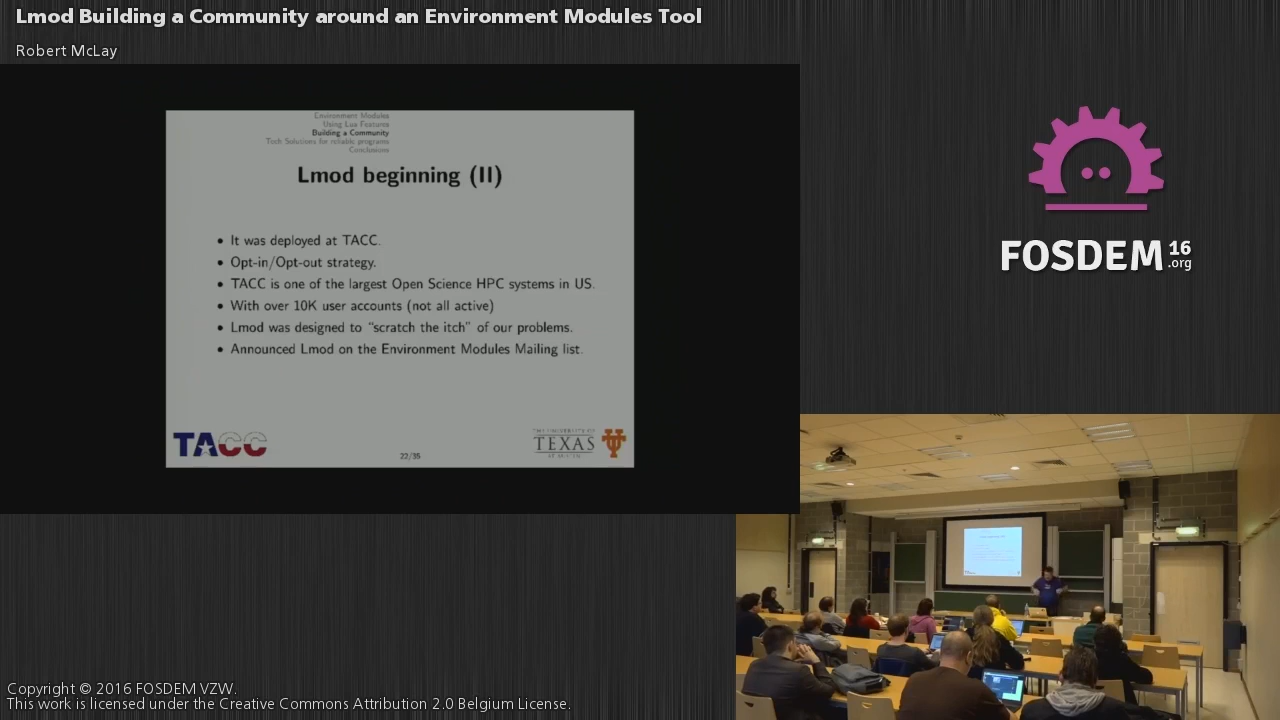 Lmod Building a Community around an Environment Modules Tool
Robert McLay
Environment Modules
Using Lua Features
Building a Community
Tech Solutions for reliable programs
Conclusions
Lmod beginning (II)
• It was deployed at TACC.
• Opt-in/Opt-out strategy.
• TACC is one of the largest Open Science HPC systems in US.
• With over 10K user accounts (not all active)
• Lmod was designed to “scratch the itch” of our problems.
• Announced Lmod on the Environment Modules Mailing list.
TACC
THE UNIVERSITY OF
TEXAS
AT AUSTIN
22/35
FOSDEM 16
.org
Copyright © 2016 FOSDEM VZW.
This work is licensed under the Creative Commons Attribution 2.0 Belgium License.